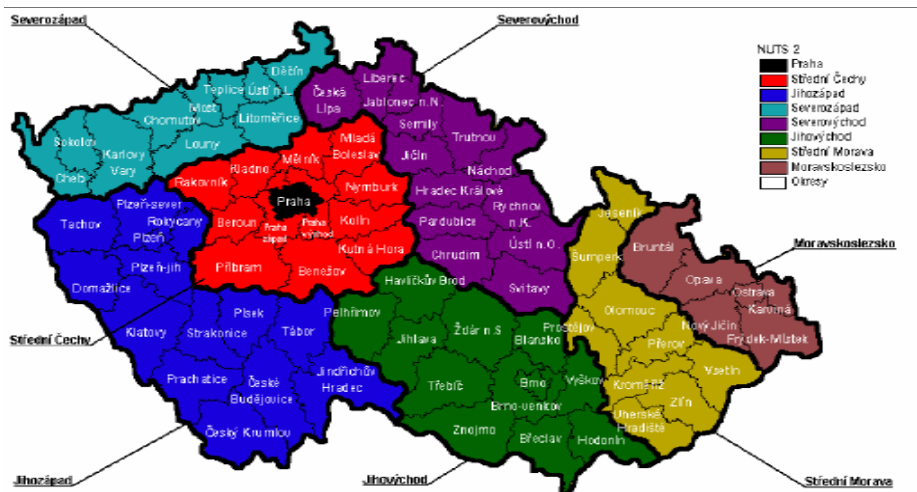 Severozápad
Severovýchod
NUTS 2
Praha
Střední Čechy
Jihozápad
Severozápad
Severovýchod
Jihovýchod
Střední Morava
Moravskoslezsko
Okresy
Děčín
Teplice
Ústí n.L.
Most
Chomutov
Litoměřice
Louny
Sokolov
Karlovy
Vary
Cheb
Česká
Lípa
Liberec
Jablonec n.N.
Semily
Trutnov
Jičín
Náchod
Hradec Králové
Rychnov
n.K.
Pardubice
Ústí n.O.
Chrudim
Svitavy
Mladá
Boleslav
Mělník
Kladno
Rakovník
Nymburk
Praha
Beroun
Kolín
Praha
západ
Praha
východ
Kutná Hora
Příbram
Benešov
Plzeň-sever
Tachov
Rokycany
Plzeň
Plzeň-jih
Domažlice
Klatovy
Písek
Strakonice
Tábor
Prachatice
České
Budějovice
Jindřichův
Hradec
Český Krumlov
Havlíčkův Brod
Pelhřimov
Jihlava
Žďár n.S
Blansko
Třebíč
Brno
Vyškov
Brno-venkov
Znojmo
Břeclav
Hodonín
Jeseník
Šumperk
Olomouc
Prostějov
Přerov
Kroměříž
Vsetín
Zlín
Uherské
Hradiště
Bruntál
Opava
Ostrava
Karviná
Nový Jičín
Frýdek-Místek
Moravskoslezsko
Střední Čechy
Jihozápad
Jihovýchod
Střední Morava